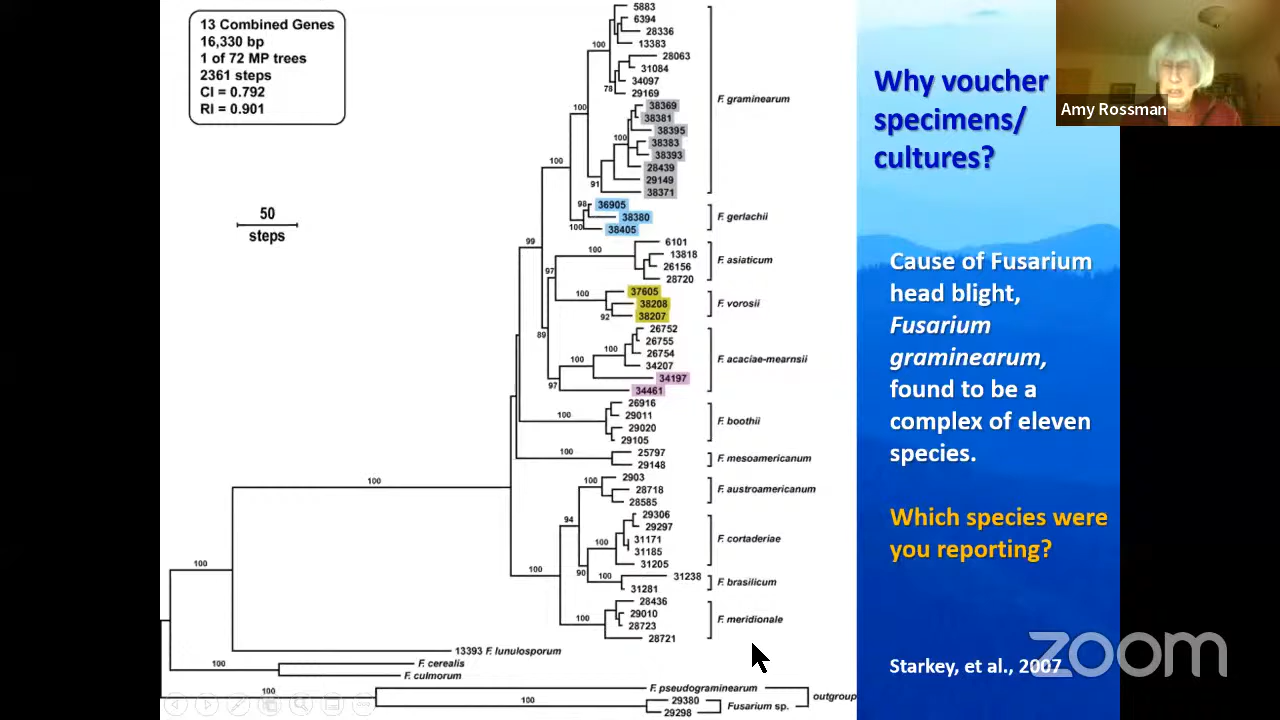 13 Combined Genes
16,330 bp
1 of 72 MP trees
2361 steps
CI = 0.792
RI = 0.901
50
steps
5883
6394
28336
100
13383
28063
31084
34097
78
29169
F. graminearum
100
38369
38381
38395
100
38383
38393
28439
100
29149
91
38371
98
36905
38380
F. gerlachii
100
38405
99
6101
100
13818
F. asiaticum
26156
97
28720
37605
100
38208
F. vorosii
92
38207
26752
89
26755
100
26754
F. acaciae-mearnsii
100
34207
34197
97
34461
26916
100
29011
F. boothii
29020
29105
25797
100
F. mesoamericanum
29148
2903
100
100
28718
F. austroamericanum
28585
29306
94
29297
100
31171
F. cortaderiae
31185
31205
100
90
100
31238
F. brasilicum
31281
100
28436
29010
100
F. meridionale
28723
28721
13393 F. lunulosporum
100
F. cerealis
F. culmorum
100
F. pseudograminearum
outgroup
100
29380
Fusarium sp.
29298
Why voucher
specimens/
cultures?
Amy Rossman
Cause of Fusarium
head blight,
Fusarium
graminearum,
found to be a
complex of eleven
species.
Which species were
you reporting?
Starkey, et al., 2007
zoom